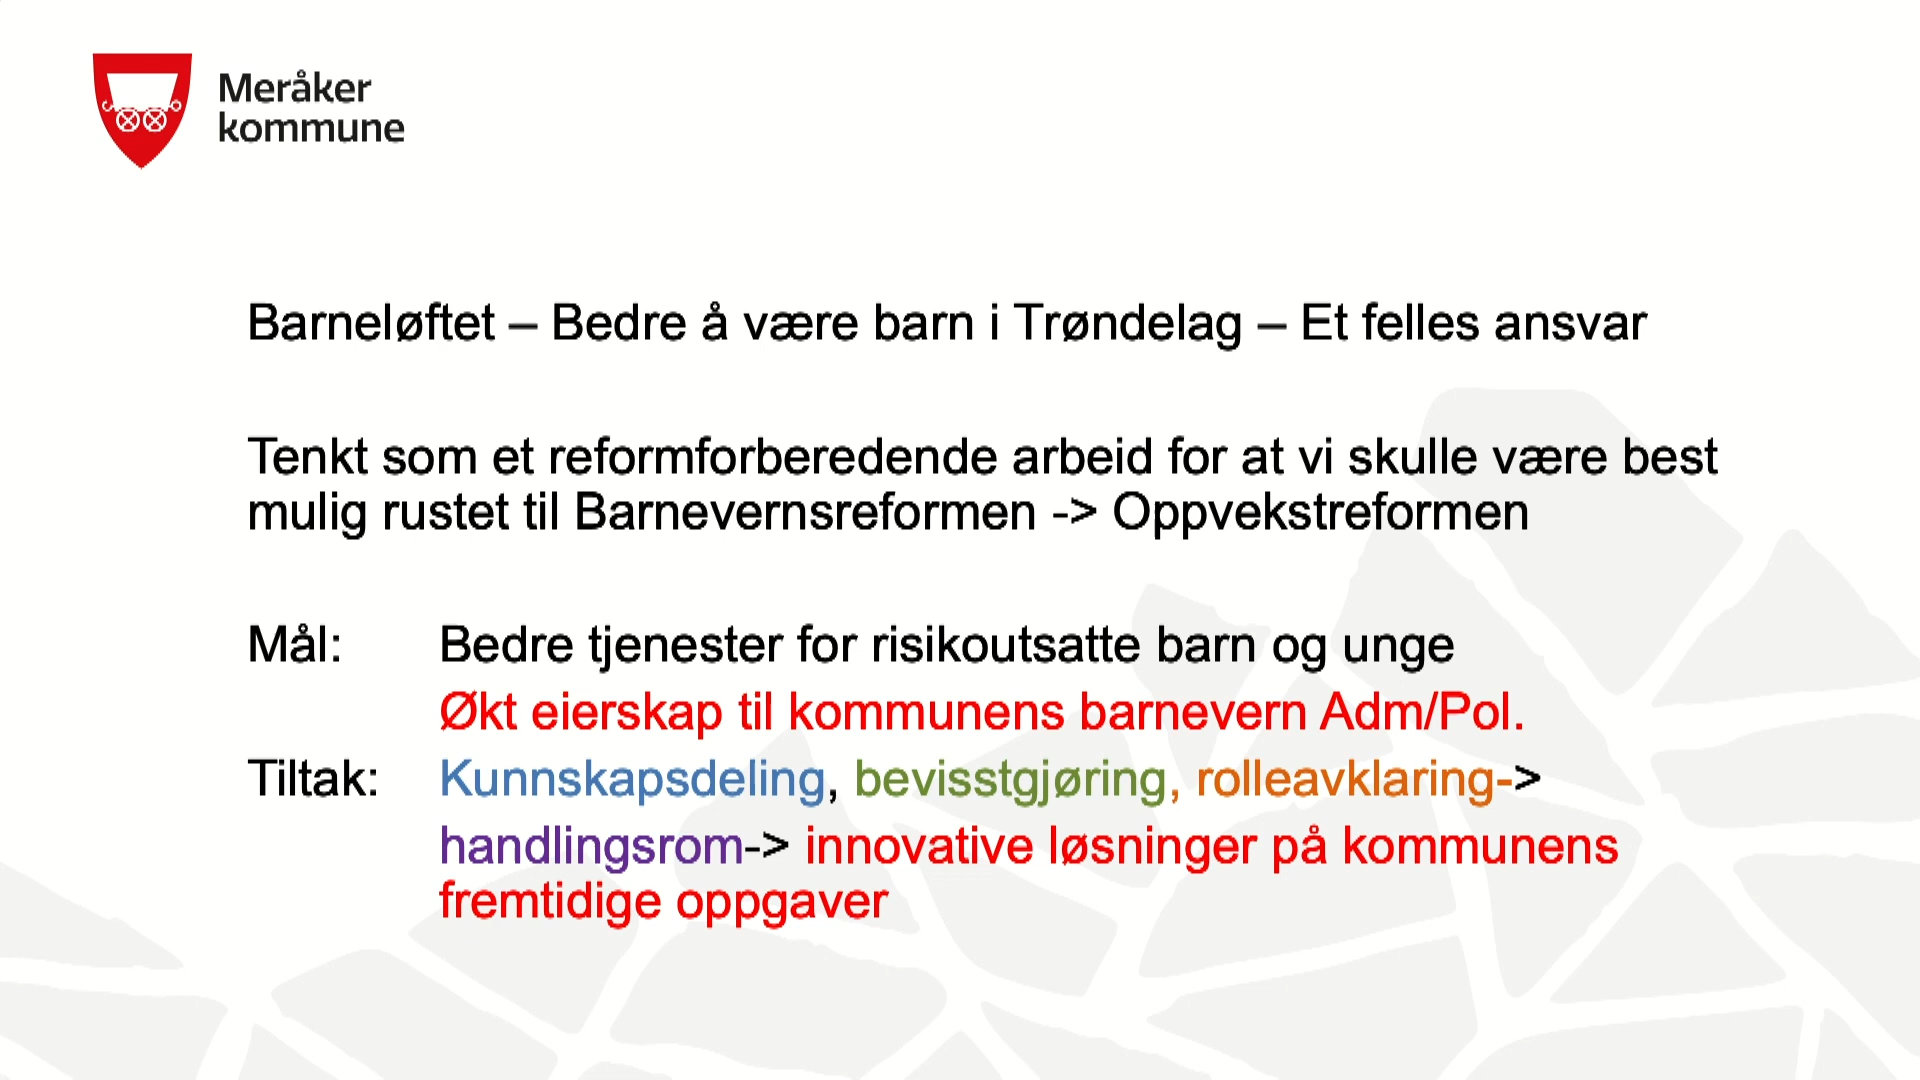 Meråker
kommune
Barneløftet – Bedre å være barn i Trøndelag – Et felles ansvar
Tenkt som et reformforberedende arbeid for at vi skulle være best
mulig rustet til Barnevernsreformen -> Oppvekstreformen
Mål: Bedre tjenester for risikoutsatte barn og unge
Økt eierskap til kommunens barnevern Adm/Pol.
Tiltak: Kunnskapsdeling, bevisstgjøring, rolleavklaring->
handlingsrom-> innovative løsninger på kommunens
fremtidige oppgaver